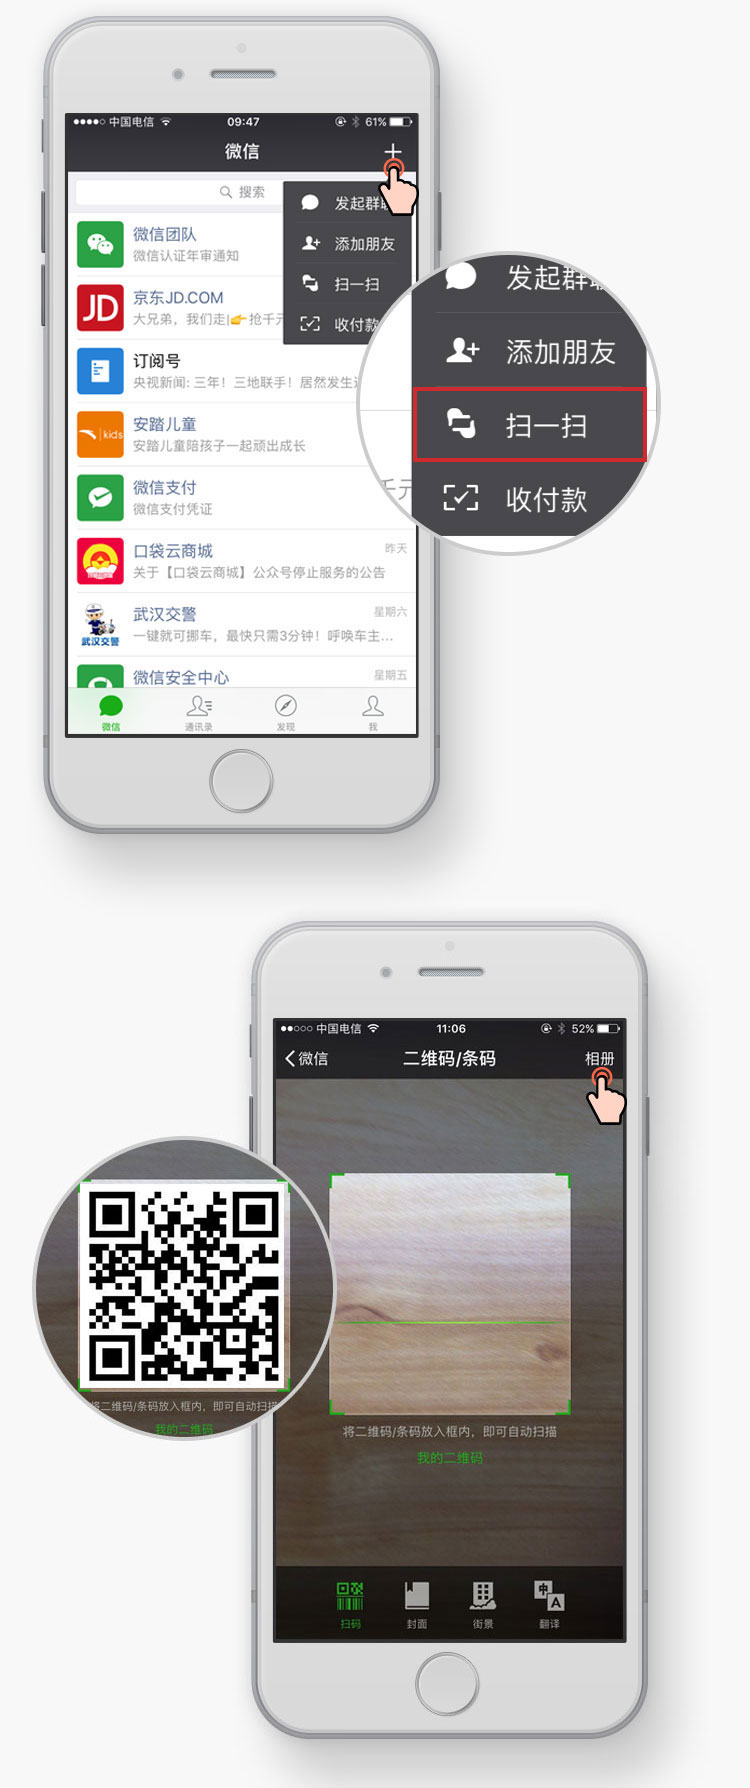 中国电信
09:47
61%
微信
搜索
发起群聊
添加朋友
扫一扫
收付款
微信团队
微信认证年审通知
JD
京东JD.COM
大兄弟，我们走|👉抢千元
订阅号
央视新闻: 三年！三地联手！居然发生这
kids
安踏儿童
安踏儿童陪孩子一起顽出成长
微信支付
微信支付凭证
口袋云商城
昨天
关于【口袋云商城】公众号停止服务的公告
武汉交警
武汉交警
星期六
一键就可挪车，最快只需3分钟！呼唤车主...
微信安全中心
星期五
微信
通讯录
发现
我
发起群聊
添加朋友
扫一扫
收付款
千元
中国电信
11:06
52%
微信
二维码/条码
相册
将二维码/条码放入框内，即可自动扫描
我的二维码
将二维码/条码放入框内，即可自动扫描
我的二维码
扫码
封面
街景
中
A
翻译